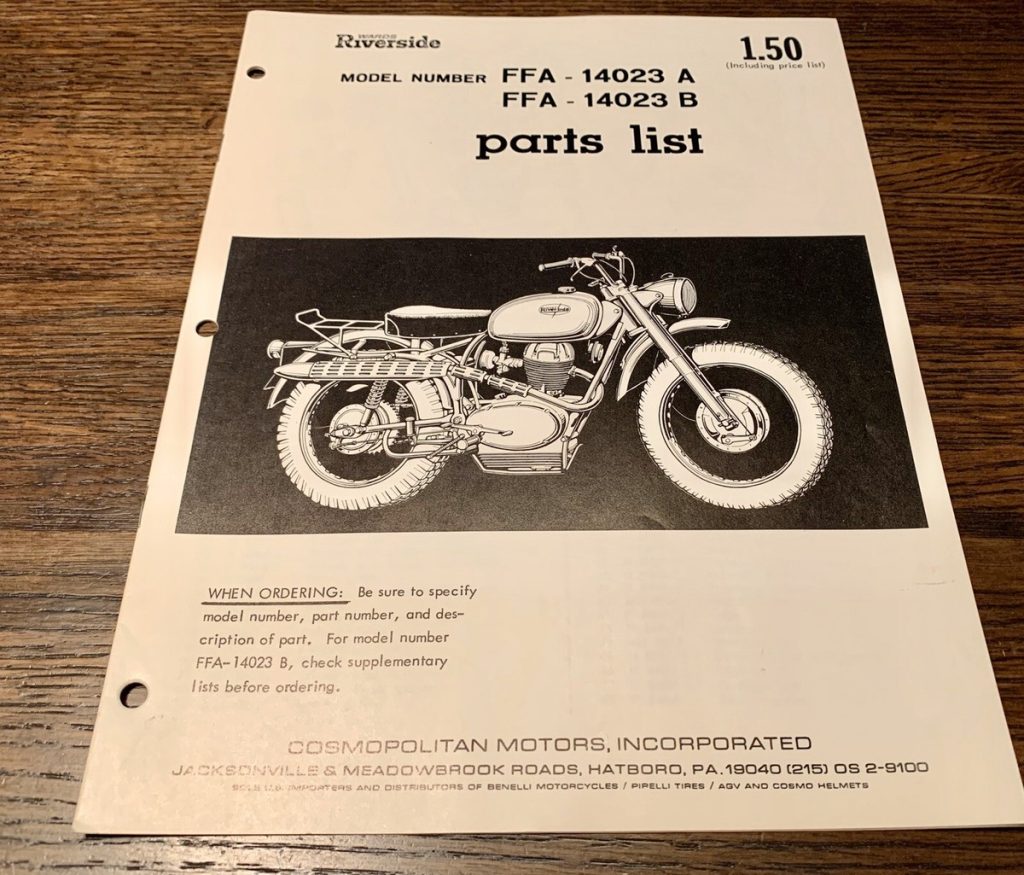 WARDS
Riverside
1.50
(Including price list)
MODEL NUMBER FFA - 14023 A
FFA - 14023 B
parts list
Riverside
WHEN ORDERING: Be sure to specify
model number, part number, and des-
cription of part. For model number
FFA-14023 B, check supplementary
lists before ordering.
COSMOPOLITAN MOTORS, INCORPORATED
JACKSONVILLE & MEADOWBROOK ROADS, HATBORO, PA. 19040 (215) OS 2-9100
SOLE U.S. IMPORTERS AND DISTRIBUTORS OF BENELLI MOTORCYCLES / PIRELLI TIRES / AGV AND COSMO HELMETS